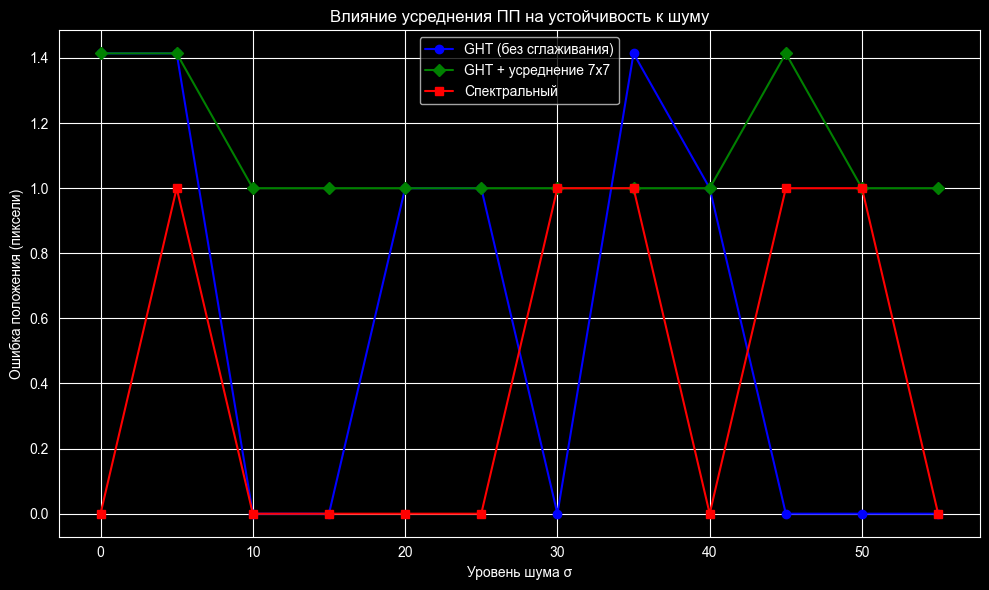 Влияние усреднения ПП на устойчивость к шуму
GHT (без сглаживания)
GHT + усреднение 7x7
Спектральный
Ошибка положения (пиксели)
1.4
1.2
1.0
0.8
0.6
0.4
0.2
0.0
0 10 20 30 40 50
Уровень шума σ